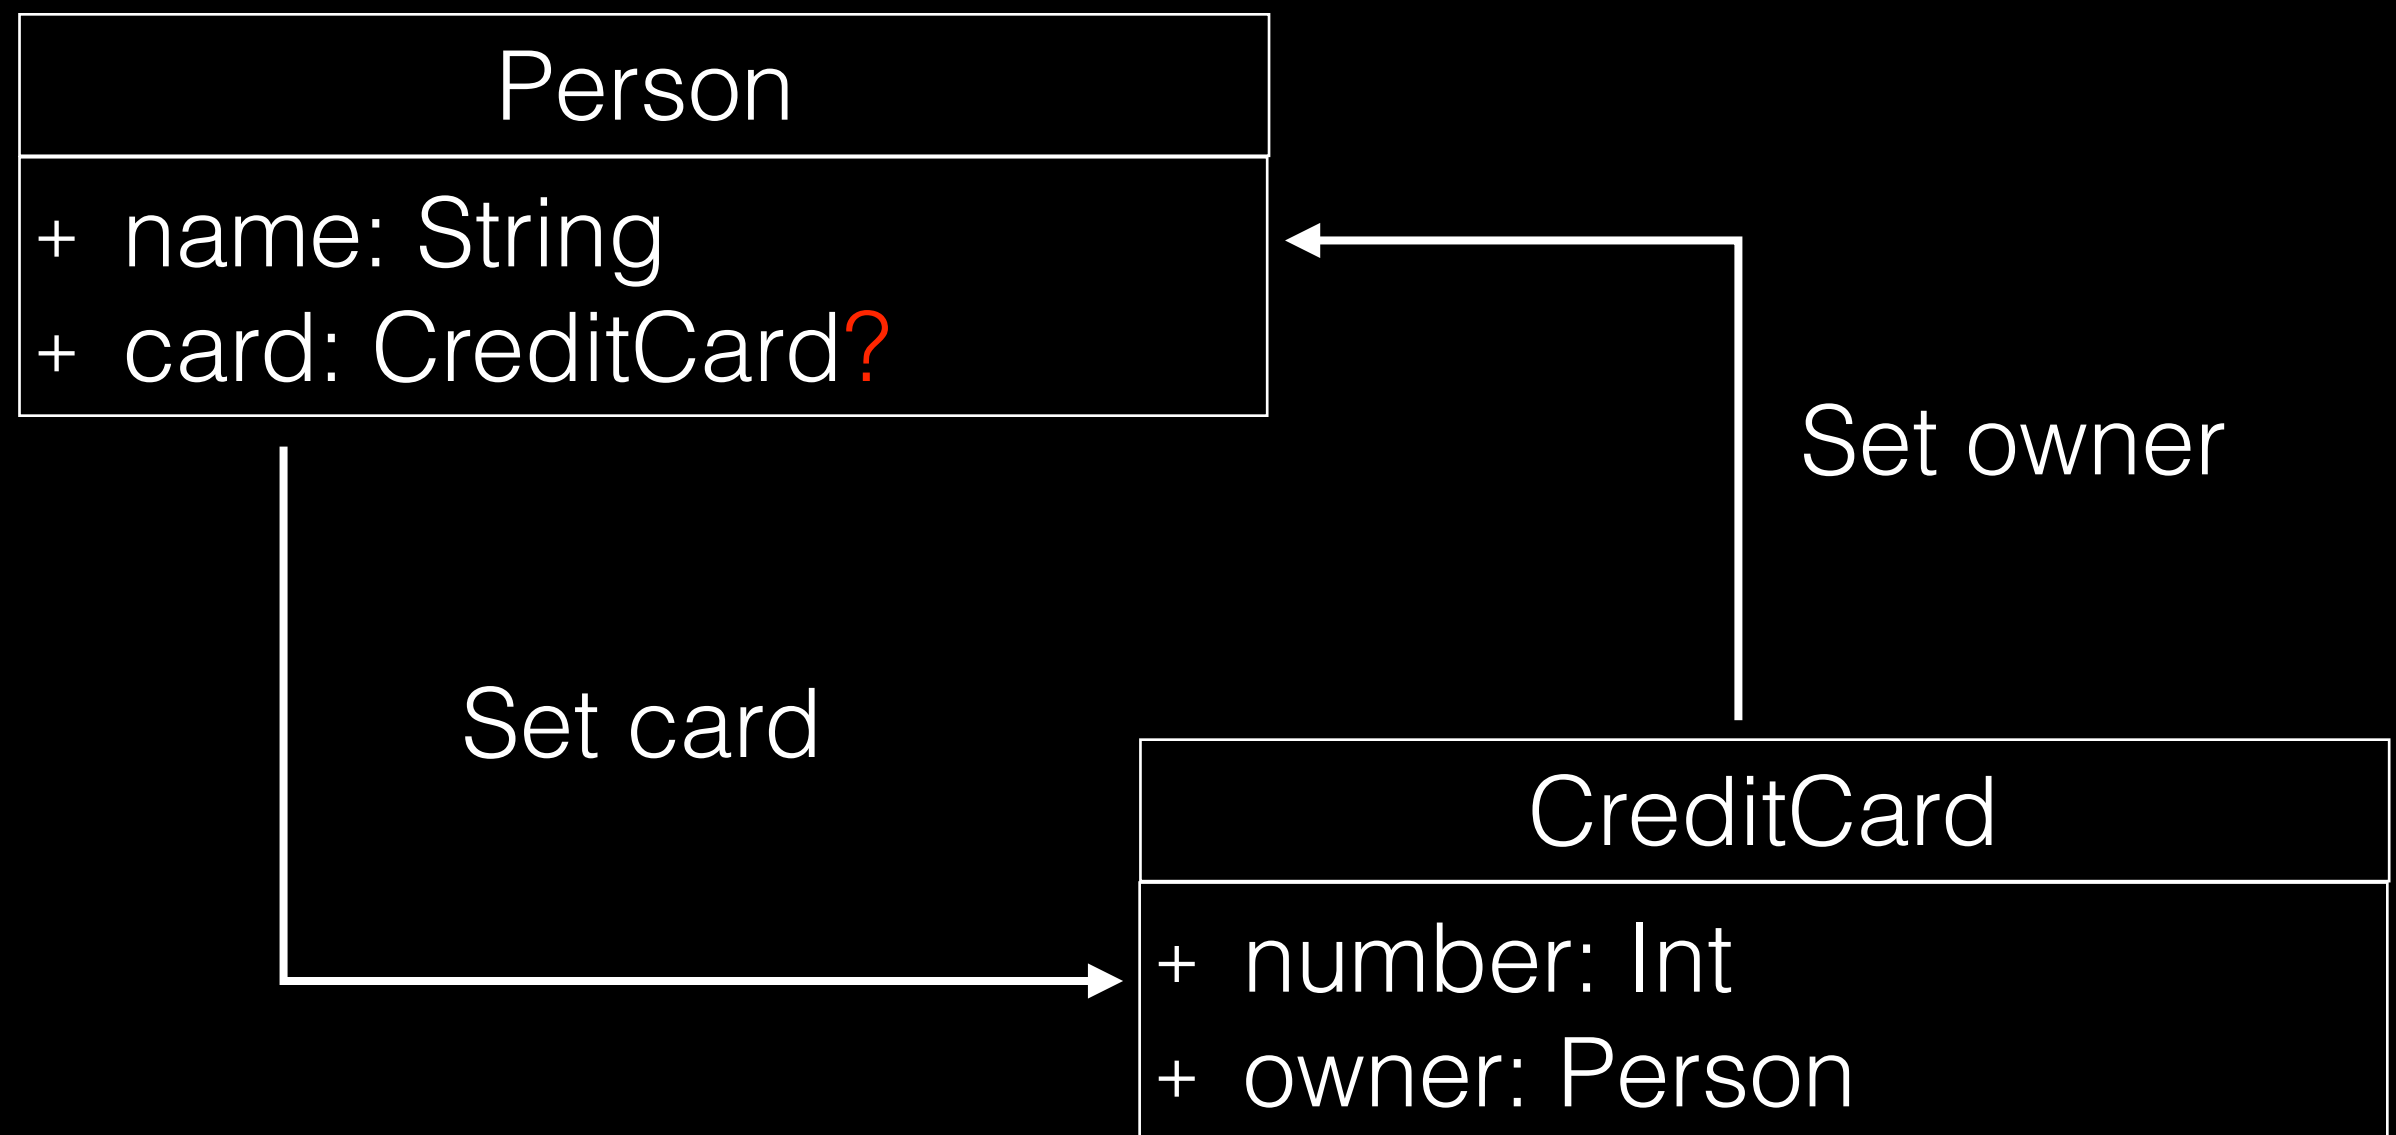 Person
+ name: String
+ card: CreditCard?
Set owner
Set card
CreditCard
+ number: Int
+ owner: Person